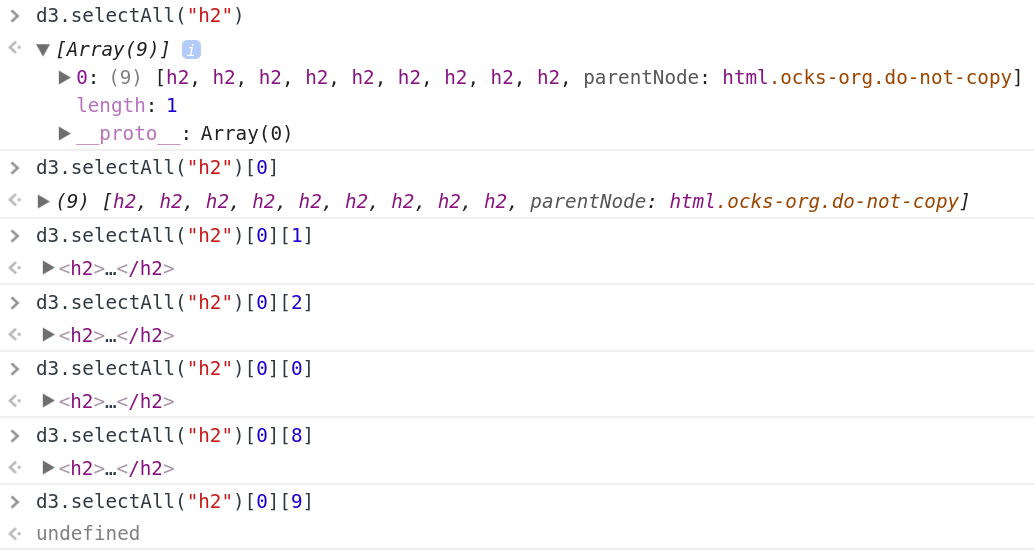 > d3.selectAll("h2")
<· ▼ [Array(9)] i
▶ 0: (9) [h2, h2, h2, h2, h2, h2, h2, h2, h2, parentNode: html.ocks-org.do-not-copy]
length: 1
▶ __proto__: Array(0)
> d3.selectAll("h2")[0]
<· ▶ (9) [h2, h2, h2, h2, h2, h2, h2, h2, h2, parentNode: html.ocks-org.do-not-copy]
> d3.selectAll("h2")[0][1]
<· ▶ <h2>…</h2>
> d3.selectAll("h2")[0][2]
<· ▶ <h2>…</h2>
> d3.selectAll("h2")[0][0]
<· ▶ <h2>…</h2>
> d3.selectAll("h2")[0][8]
<· ▶ <h2>…</h2>
> d3.selectAll("h2")[0][9]
<· undefined